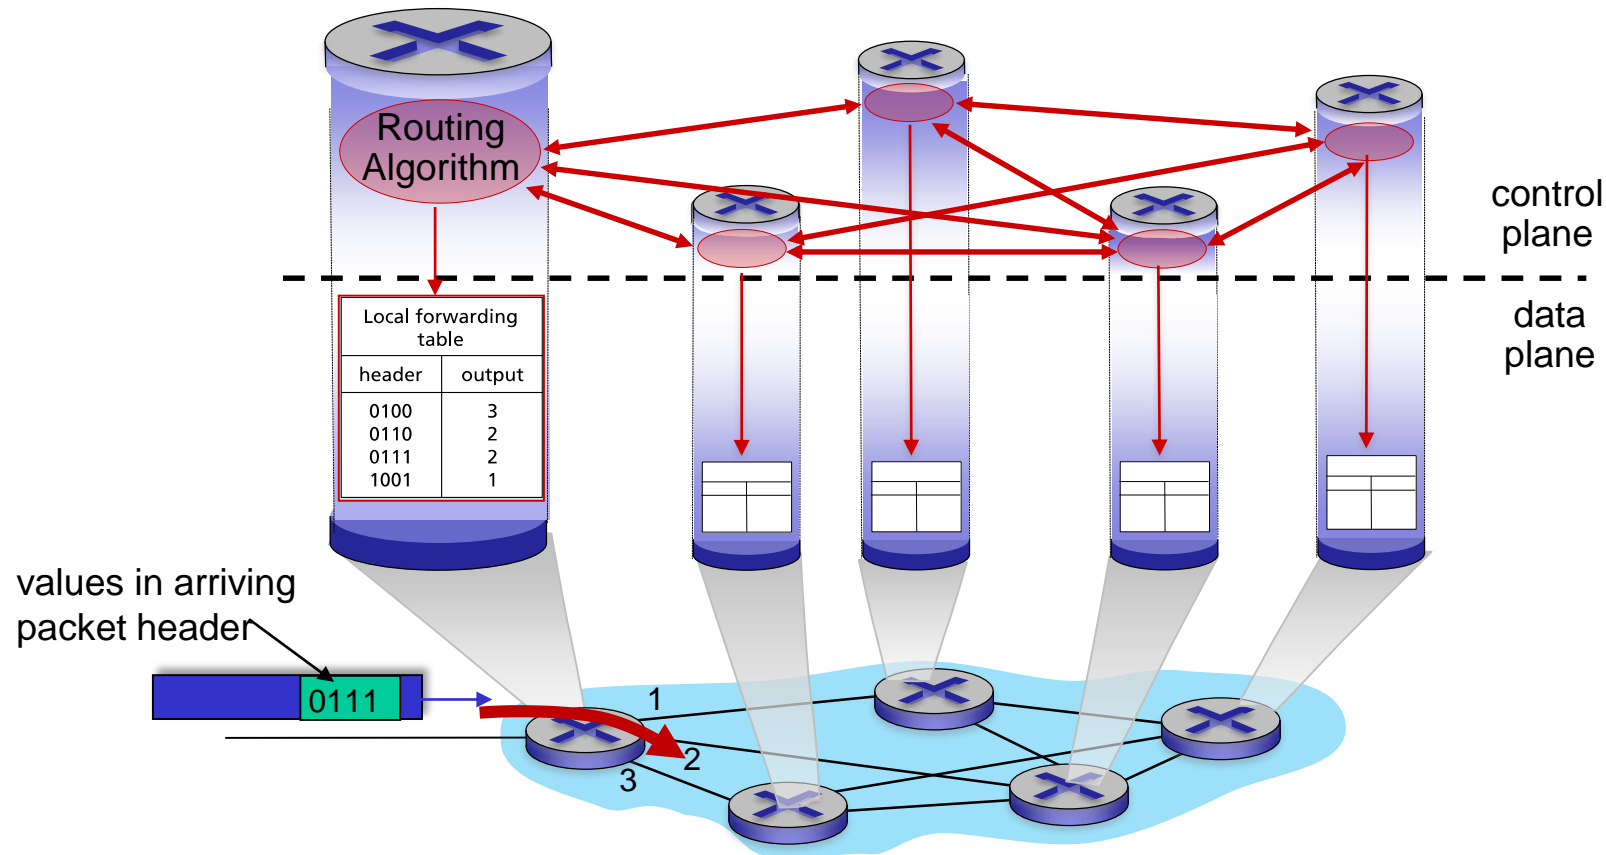 Routing
Algorithm
control
plane
data
plane
Local forwarding
table
header output
0100 3
0110 2
0111 2
1001 1
values in arriving
packet header
0111
1
2
3